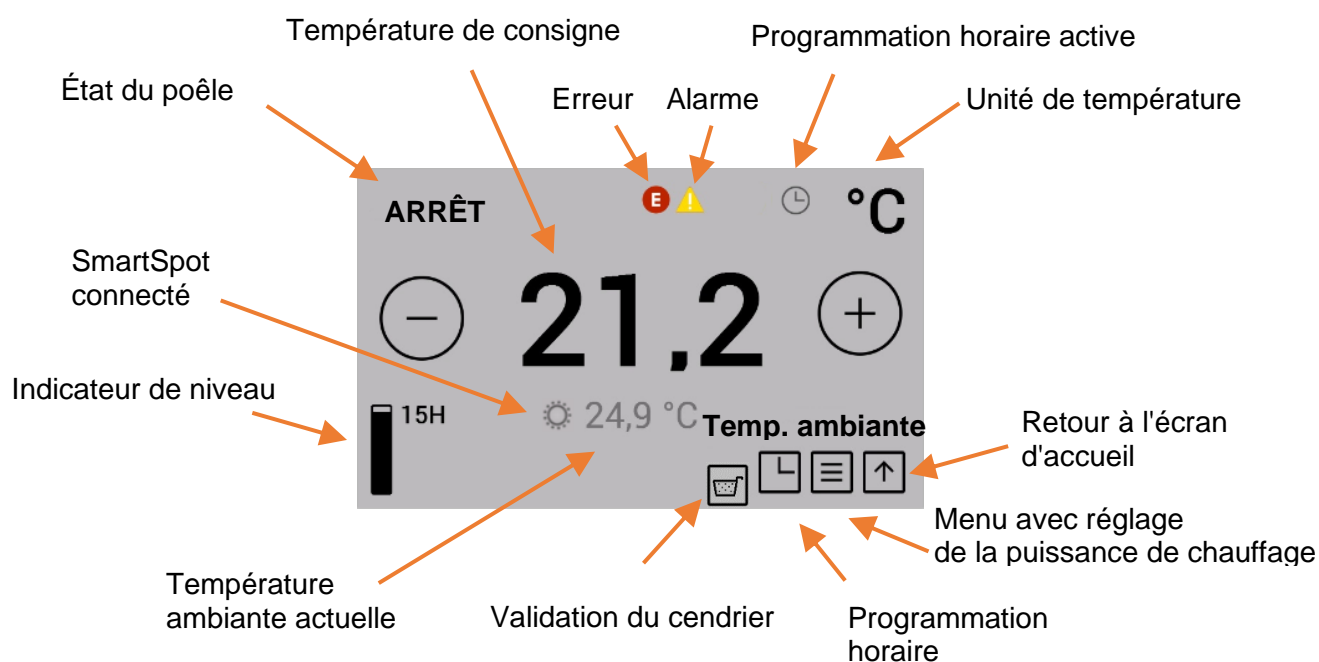 Température de consigne
Programmation horaire active
État du poêle
Erreur
Alarme
Unité de température
ARRÊT
E
°C
SmartSpot
connecté
21,2
Indicateur de niveau
15H
24,9 °C
Temp. ambiante
Retour à l'écran
d'accueil
Menu avec réglage
de la puissance de chauffage
Température
ambiante actuelle
Validation du cendrier
Programmation
horaire